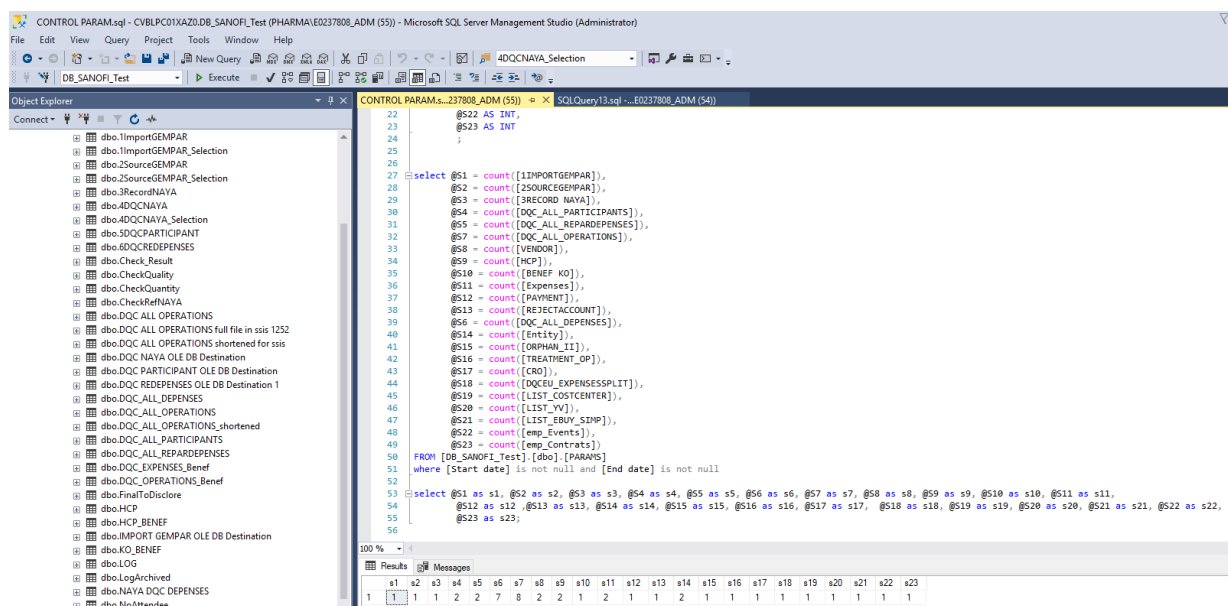 CONTROL PARAM.sql - CVBLPC01XAZ0.DB_SANOFI_Test (PHARMA\E0237808_ADM (55)) - Microsoft SQL Server Management Studio (Administrator)
File Edit View Query Project Tools Window Help
New Query 4DQCNAYA_Selection
DB_SANOFI_Test Execute
Object Explorer
Connect
dbo.1ImportGEMPAR
dbo.1ImportGEMPAR_Selection
dbo.2SourceGEMPAR
dbo.2SourceGEMPAR_Selection
dbo.3RecordNAYA
dbo.4DQCNAYA
dbo.4DQCNAYA_Selection
dbo.5DQCPARTICIPANT
dbo.6DQCREDEPENSES
dbo.Check_Result
dbo.CheckQuality
dbo.CheckQuantity
dbo.CheckRefNAYA
dbo.DQC ALL OPERATIONS
dbo.DQC ALL OPERATIONS full file in ssis 1252
dbo.DQC ALL OPERATIONS shortened for ssis
dbo.DQC NAYA OLE DB Destination
dbo.DQC PARTICIPANT OLE DB Destination
dbo.DQC REDEPENSES OLE DB Destination 1
dbo.DQC_ALL_DEPENSES
dbo.DQC_ALL_OPERATIONS
dbo.DQC_ALL_OPERATIONS_shortened
dbo.DQC_ALL_PARTICIPANTS
dbo.DQC_ALL_REPARDEPENSES
dbo.DQC_EXPENSES_Benef
dbo.DQC_OPERATIONS_Benef
dbo.FinalToDisclore
dbo.HCP
dbo.HCP_BENEF
dbo.IMPORT GEMPAR OLE DB Destination
dbo.KO_BENEF
dbo.LOG
dbo.LogArchived
dbo.NAYA DQC DEPENSES
dbo.NoAttendee
CONTROL PARAM.s...237808_ADM (55)) SQLQuery13.sql -...E0237808_ADM (54))
22 @S22 AS INT,
23 @S23 AS INT
24 ;
25
26
27 select @S1 = count([1IMPORTGEMPAR]),
28 @S2 = count([2SOURCEGEMPAR]),
29 @S3 = count([3RECORD NAYA]),
30 @S4 = count([DQC_ALL_PARTICIPANTS]),
31 @S5 = count([DQC_ALL_REPARDEPENSES]),
32 @S7 = count([DQC_ALL_OPERATIONS]),
33 @S8 = count([VENDOR]),
34 @S9 = count([HCP]),
35 @S10 = count([BENEF KO]),
36 @S11 = count([Expenses]),
37 @S12 = count([PAYMENT]),
38 @S13 = count([REJECTACCOUNT]),
39 @S6 = count([DQC_ALL_DEPENSES]),
40 @S14 = count([Entity]),
41 @S15 = count([ORPHAN_II]),
42 @S16 = count([TREATMENT_OP]),
43 @S17 = count([CRO]),
44 @S18 = count([DQCEU_EXPENSESSPLIT]),
45 @S19 = count([LIST_COSTCENTER]),
46 @S20 = count([LIST_YV]),
47 @S21 = count([LIST_EBUY_SIMP]),
48 @S22 = count([emp_Events]),
49 @S23 = count([emp_Contrats])
50 FROM [DB_SANOFI_Test].[dbo].[PARAMS]
51 where [Start date] is not null and [End date] is not null
52
53 select @S1 as s1, @S2 as s2, @S3 as s3, @S4 as s4, @S5 as s5, @S6 as s6, @S7 as s7, @S8 as s8, @S9 as s9, @S10 as s10, @S11 as s11,
54 @S12 as s12 ,@S13 as s13, @S14 as s14, @S15 as s15, @S16 as s16, @S17 as s17, @S18 as s18, @S19 as s19, @S20 as s20, @S21 as s21, @S22 as s22,
55 @S23 as s23;
56
100 %
Results Messages
s1 s2 s3 s4 s5 s6 s7 s8 s9 s10 s11 s12 s13 s14 s15 s16 s17 s18 s19 s20 s21 s22 s23
1 1 1 1 2 2 7 8 2 2 1 2 1 1 2 1 1 1 1 1 1 1 1 1